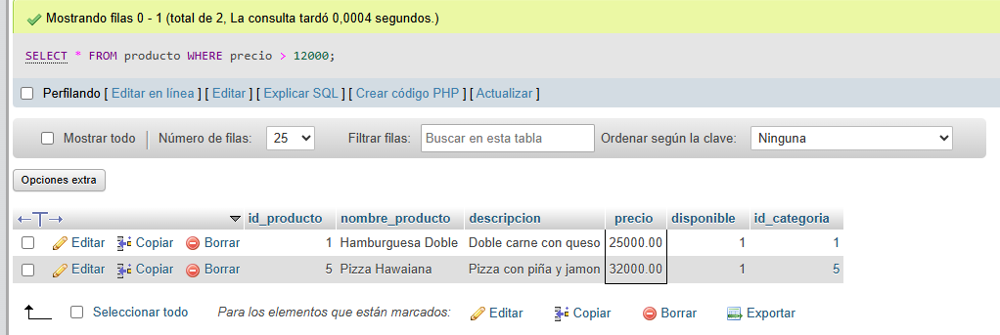 Mostrando filas 0 - 1 (total de 2, La consulta tardó 0,0004 segundos.)
SELECT * FROM producto WHERE precio > 12000;
Perfilando [ Editar en línea ] [ Editar ] [ Explicar SQL ] [ Crear código PHP ] [ Actualizar ]
Mostrar todo Número de filas: 25 Filtrar filas: Buscar en esta tabla Ordenar según la clave: Ninguna
Opciones extra
←T→ id_producto nombre_producto descripcion precio disponible id_categoria
Editar Copiar Borrar 1 Hamburguesa Doble Doble carne con queso 25000.00 1 1
Editar Copiar Borrar 5 Pizza Hawaiana Pizza con piña y jamon 32000.00 1 5
Seleccionar todo Para los elementos que están marcados: Editar Copiar Borrar Exportar